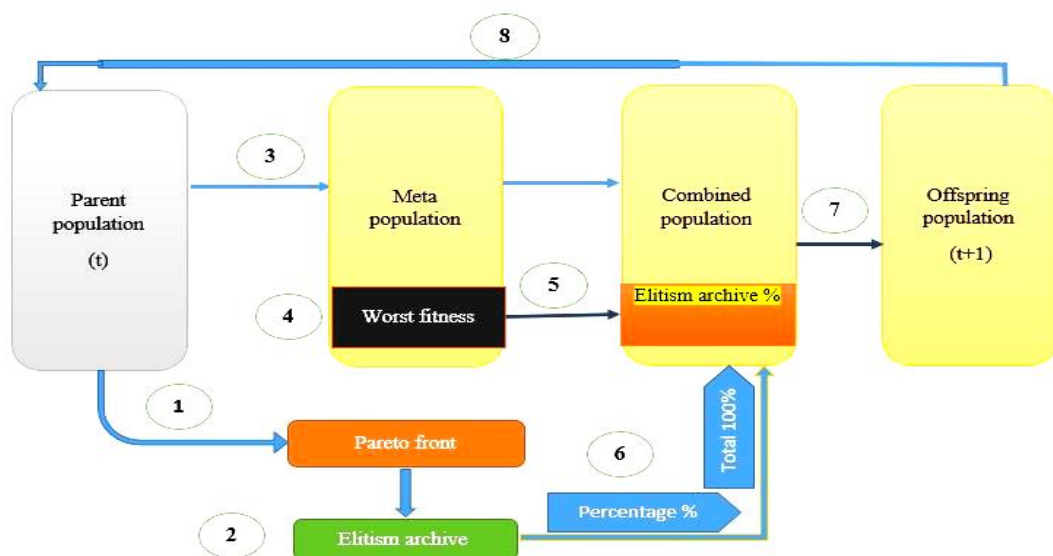 8
3
Parent
population
(t)
Meta
population
Combined
population
7
Offspring
population
(t+1)
4
Worst fitness
5
Elitism archive %
1
Pareto front
6
Total 100%
Percentage %
2
Elitism archive